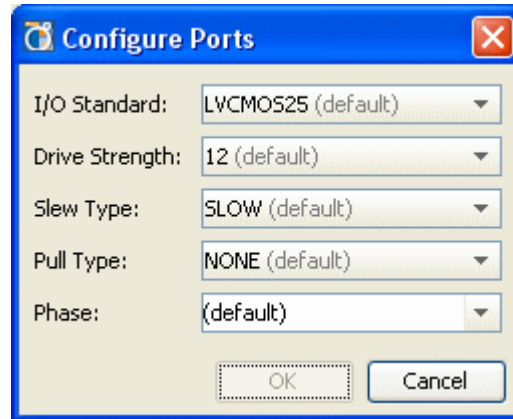 Configure Ports
I/O Standard: LVCMOS25 (default)
Drive Strength: 12 (default)
Slew Type: SLOW (default)
Pull Type: NONE (default)
Phase: (default)
OK Cancel